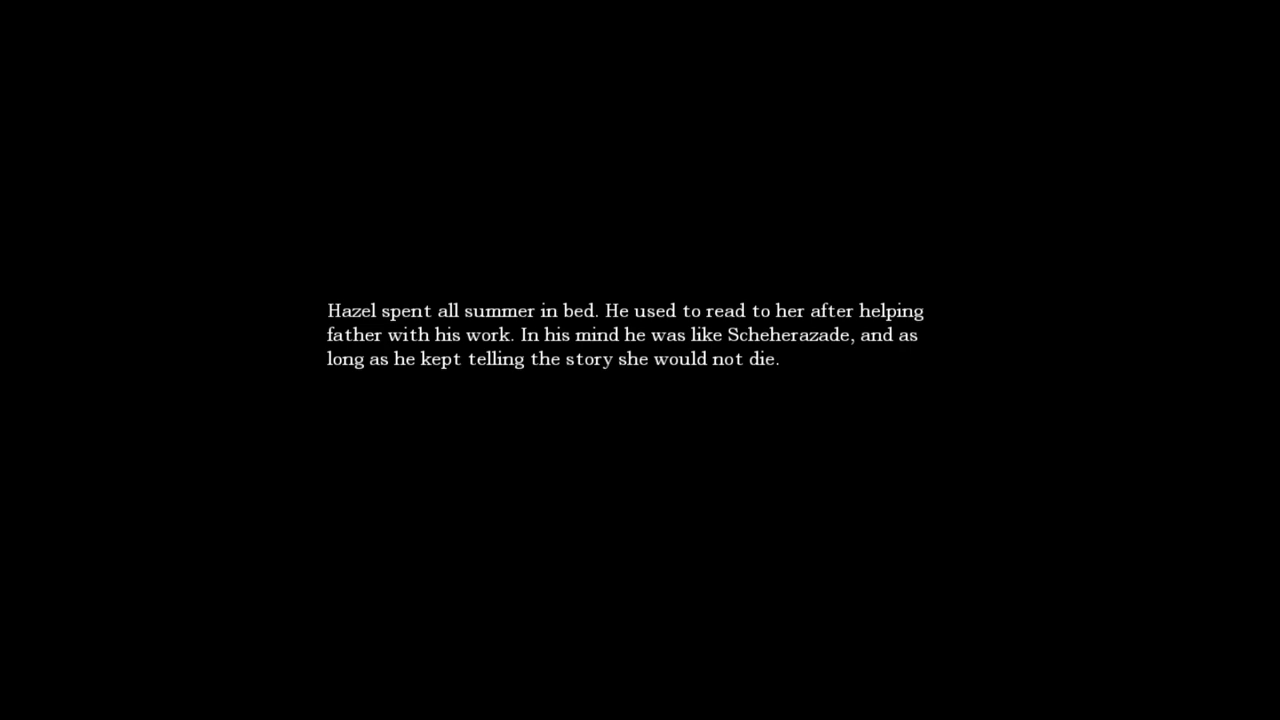 Hazel spent all summer in bed. He used to read to her after helping
father with his work. In his mind he was like Scheherazade, and as
long as he kept telling the story she would not die.